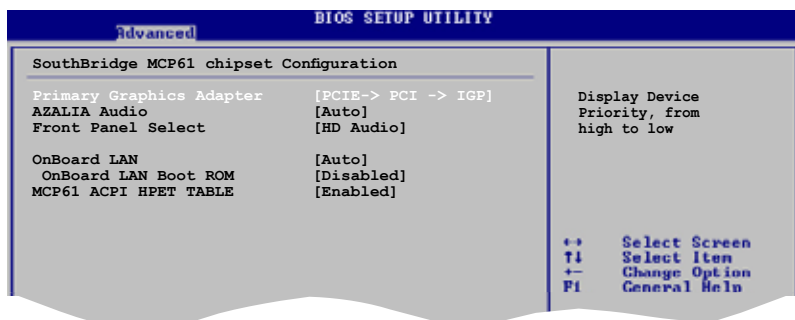 BIOS SETUP UTILITY
Advanced
SouthBridge MCP61 chipset Configuration
Primary Graphics Adapter [PCIE-> PCI -> IGP]
AZALIA Audio [Auto]
Front Panel Select [HD Audio]
OnBoard LAN [Auto]
OnBoard LAN Boot ROM [Disabled]
MCP61 ACPI HPET TABLE [Enabled]
Display Device
Priority, from
high to low
↔ Select Screen
↑↓ Select Item
+- Change Option
F1 General Help